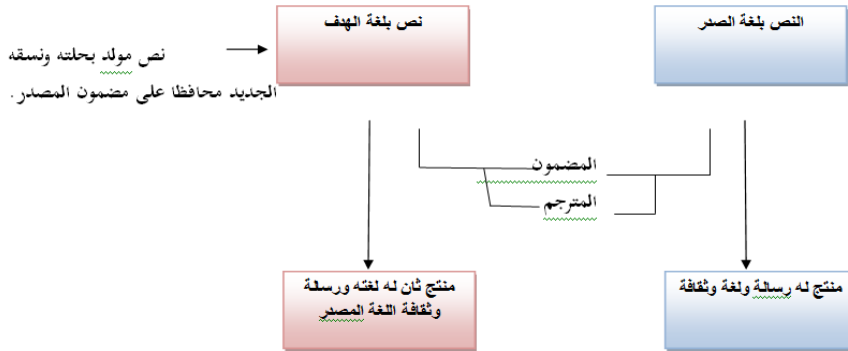 النص بلغة الصدر
نص بلغة الهدف
نص مولد بحلته ونسقه
الجديد محافظا على مضمون المصدر.
المضمون
المترجم
منتج له رسالة ولغة وثقافة
منتج ثان له لغته ورسالة
وثقافة اللغة المصدر